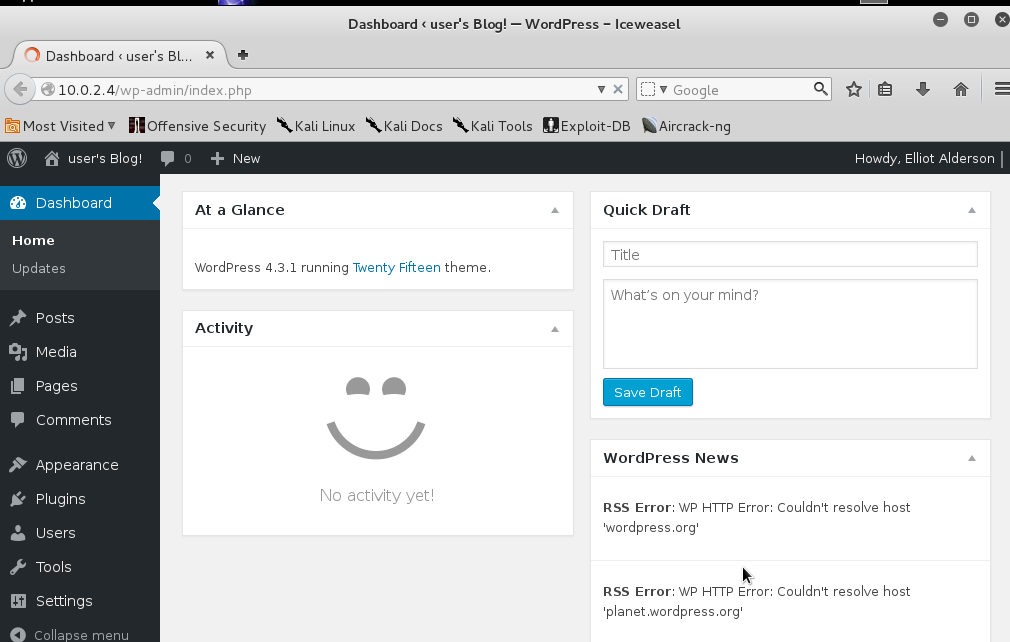 Dashboard ‹ user's Blog! — WordPress – Iceweasel
Dashboard ‹ user's Bl...
10.0.2.4/wp-admin/index.php
Google
Most Visited
Offensive Security
Kali Linux
Kali Docs
Kali Tools
Exploit-DB
Aircrack-ng
user's Blog!
0
New
Howdy, Elliot Alderson
Dashboard
Home
Updates
Posts
Media
Pages
Comments
Appearance
Plugins
Users
Tools
Settings
Collapse menu
At a Glance
WordPress 4.3.1 running Twenty Fifteen theme.
Activity
No activity yet!
Quick Draft
Title
What’s on your mind?
Save Draft
WordPress News
RSS Error: WP HTTP Error: Couldn't resolve host
'wordpress.org'
RSS Error: WP HTTP Error: Couldn't resolve host
'planet.wordpress.org'